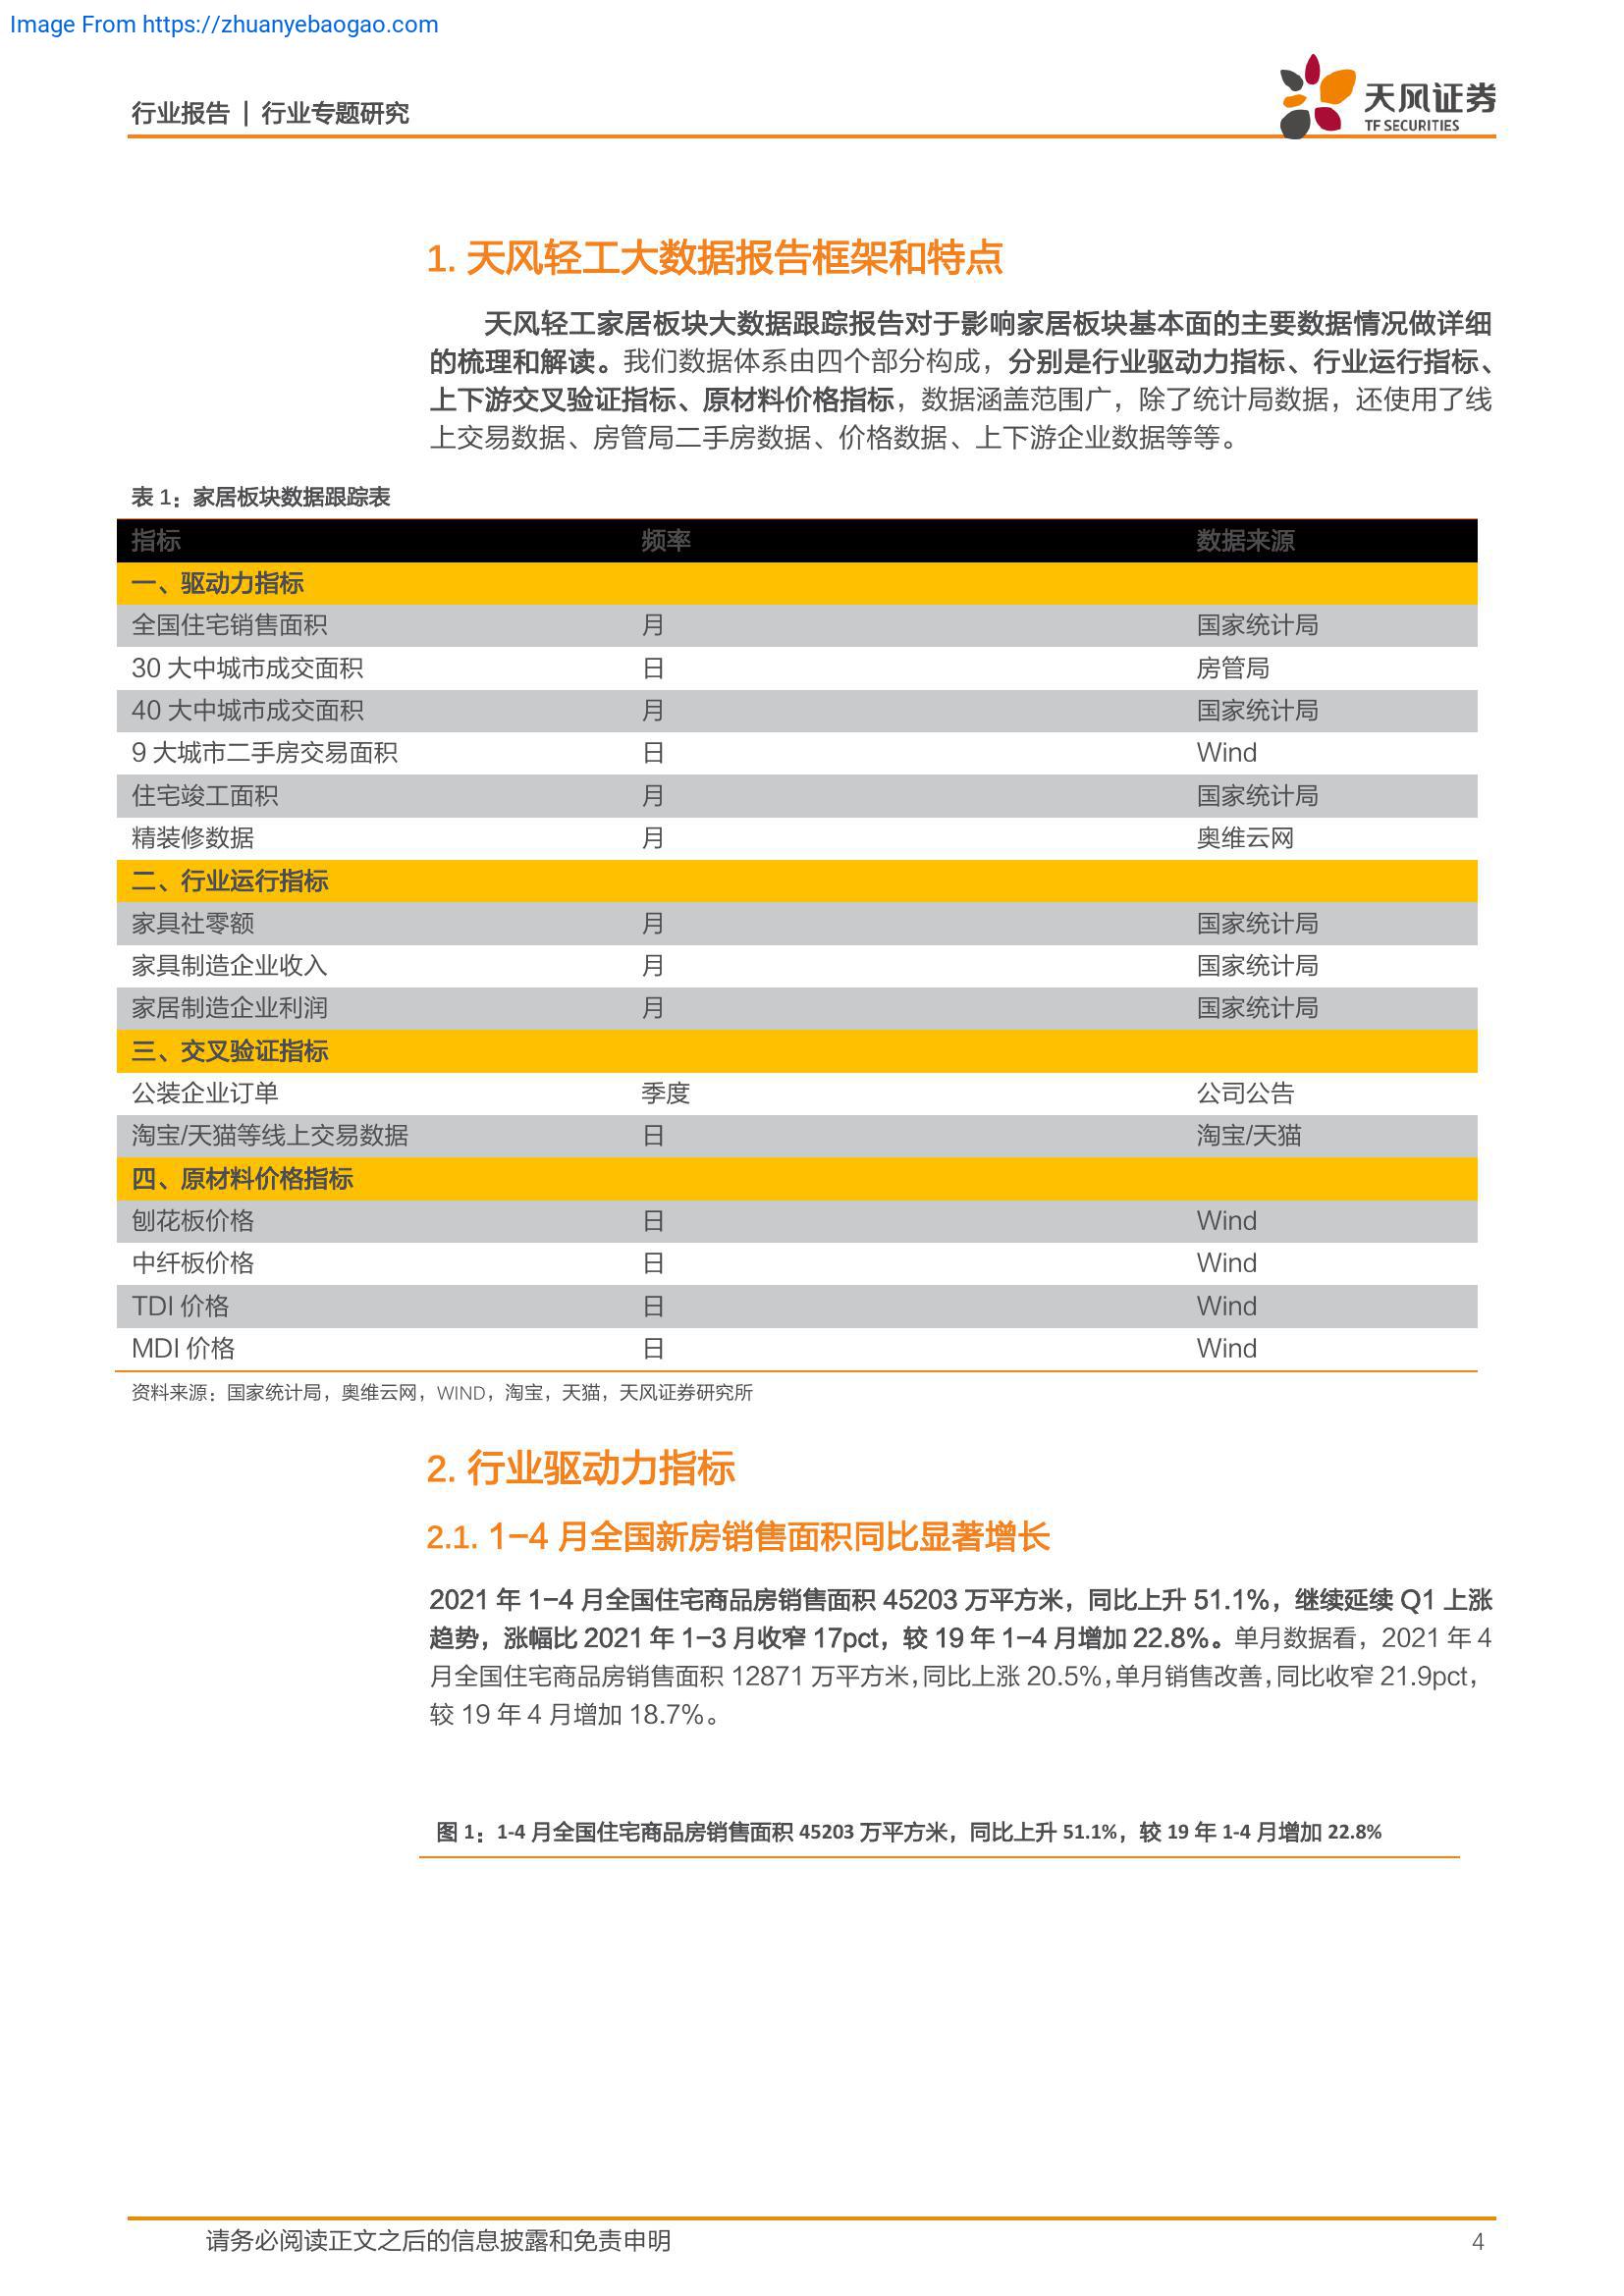 Image From https://zhuanyebaogao.com
行业报告 | 行业专题研究
天风证券
TF SECURITIES
1. 天风轻工大数据报告框架和特点
天风轻工家居板块大数据跟踪报告对于影响家居板块基本面的主要数据情况做详细
的梳理和解读。我们数据体系由四个部分构成，分别是行业驱动力指标、行业运行指标、
上下游交叉验证指标、原材料价格指标，数据涵盖范围广，除了统计局数据，还使用了线
上交易数据、房管局二手房数据、价格数据、上下游企业数据等等。
表 1：家居板块数据跟踪表
指标 频率 数据来源
一、驱动力指标
全国住宅销售面积 月 国家统计局
30 大中城市成交面积 日 房管局
40 大中城市成交面积 月 国家统计局
9 大城市二手房交易面积 日 Wind
住宅竣工面积 月 国家统计局
精装修数据 月 奥维云网
二、行业运行指标
家具社零额 月 国家统计局
家具制造企业收入 月 国家统计局
家居制造企业利润 月 国家统计局
三、交叉验证指标
公装企业订单 季度 公司公告
淘宝/天猫等线上交易数据 日 淘宝/天猫
四、原材料价格指标
刨花板价格 日 Wind
中纤板价格 日 Wind
TDI 价格 日 Wind
MDI 价格 日 Wind
资料来源：国家统计局，奥维云网，WIND，淘宝，天猫，天风证券研究所
2. 行业驱动力指标
2.1. 1-4 月全国新房销售面积同比显著增长
2021 年 1-4 月全国住宅商品房销售面积 45203 万平方米，同比上升 51.1%，继续延续 Q1 上涨
趋势，涨幅比 2021 年 1-3 月收窄 17pct，较 19 年 1-4 月增加 22.8%。单月数据看，2021 年 4
月全国住宅商品房销售面积 12871 万平方米，同比上涨 20.5%，单月销售改善，同比收窄 21.9pct，
较 19 年 4 月增加 18.7%。
图 1：1-4 月全国住宅商品房销售面积 45203 万平方米，同比上升 51.1%，较 19 年 1-4 月增加 22.8%
请务必阅读正文之后的信息披露和免责申明 4